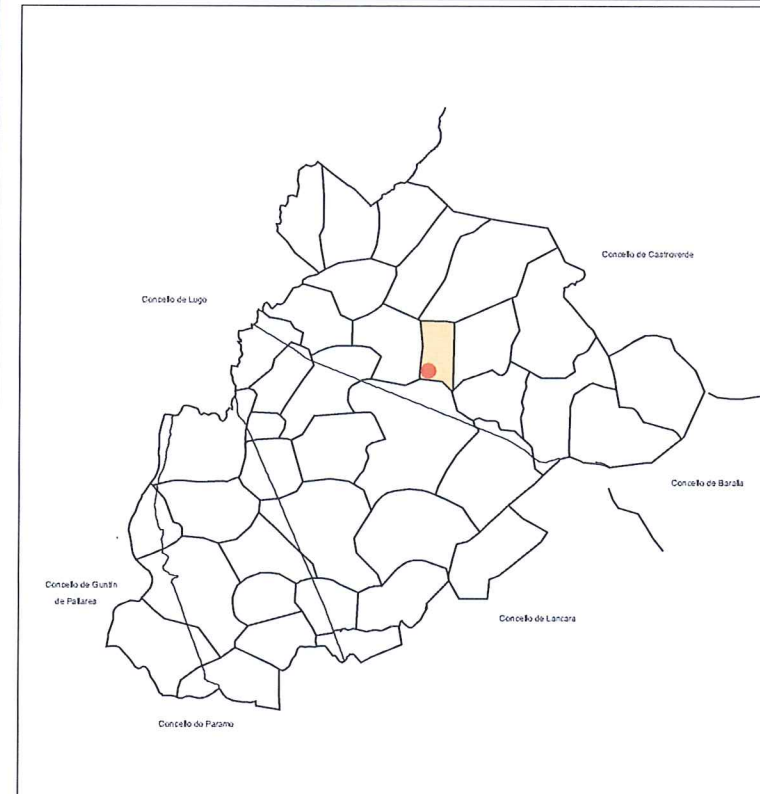 Concello de Castroverde
Concello de Lugo
Concello de Baralla
Concello de Guntín
de Pallares
Concello de Lancara
Concello do Paramo